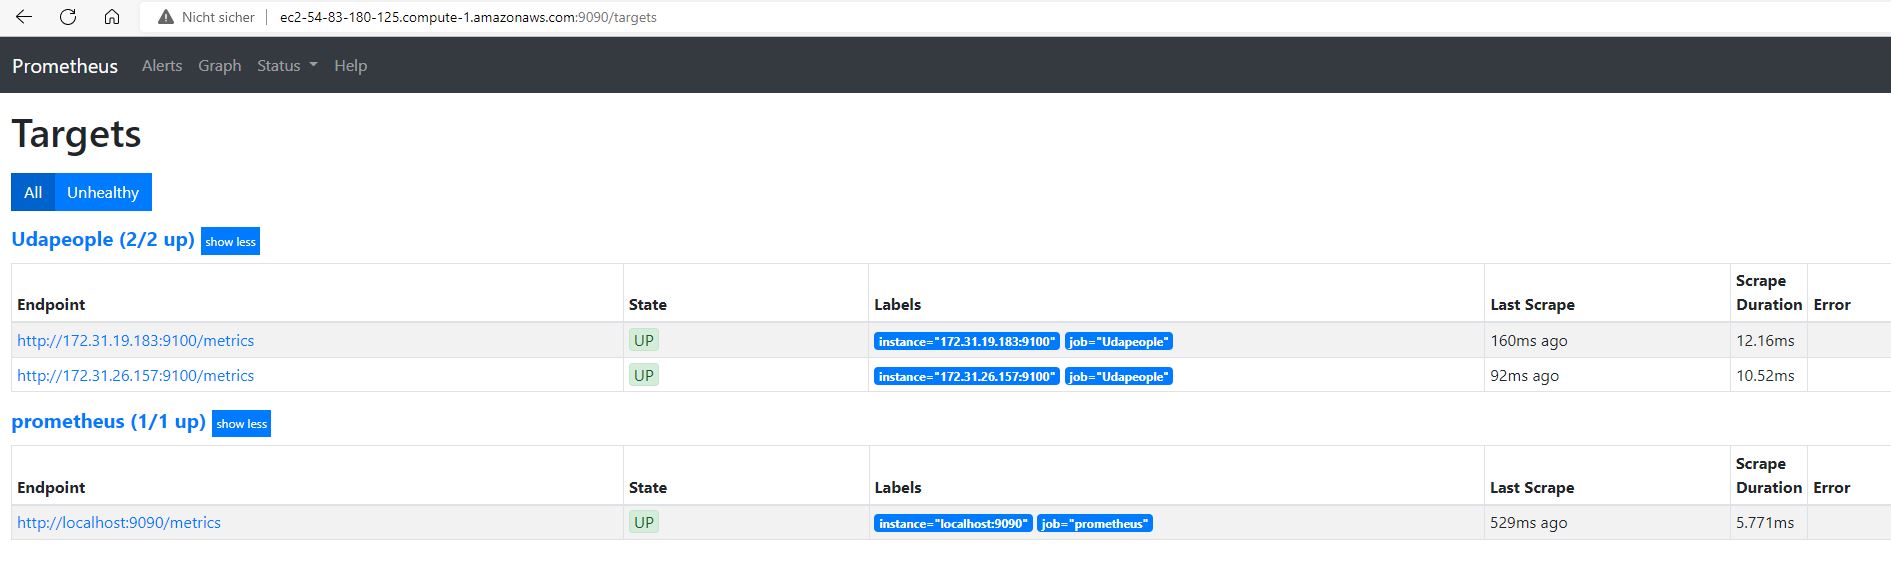 Nicht sicher ec2-54-83-180-125.compute-1.amazonaws.com:9090/targets
Prometheus Alerts Graph Status Help
Targets
All Unhealthy
Udapeople (2/2 up) show less
Endpoint State Labels Last Scrape Scrape Duration Error
http://172.31.19.183:9100/metrics UP instance="172.31.19.183:9100" job="Udapeople" 160ms ago 12.16ms
http://172.31.26.157:9100/metrics UP instance="172.31.26.157:9100" job="Udapeople" 92ms ago 10.52ms
prometheus (1/1 up) show less
Endpoint State Labels Last Scrape Scrape Duration Error
http://localhost:9090/metrics UP instance="localhost:9090" job="prometheus" 529ms ago 5.771ms